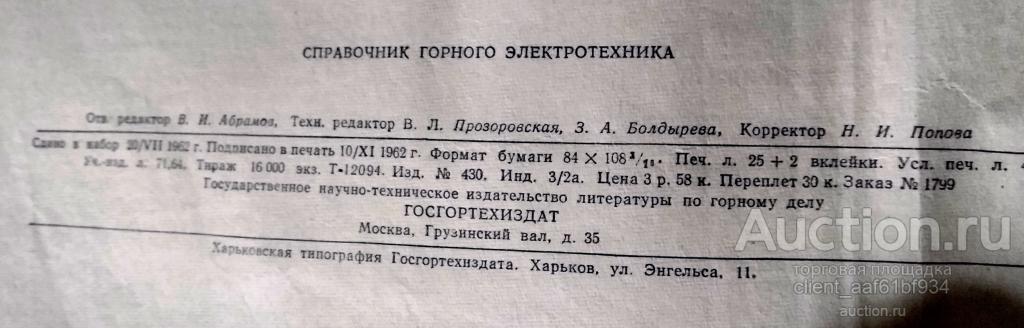 СПРАВОЧНИК ГОРНОГО ЭЛЕКТРОТЕХНИКА
Отв. редактор В. И. Абрамов, Техн. редактор В. Л. Прозоровская, З. А. Болдырева, Корректор Н. И. Попова
Сдано в набор 20/VII 1962 г. Подписано в печать 10/XI 1962 г. Формат бумаги 84 × 108 ¹/₁₆. Печ. л. 25 + 2 вклейки. Усл. печ. л.
Уч.-изд. л. 71,64. Тираж 16 000 экз. Т-12094. Изд. № 430. Инд. 3/2а. Цена 3 р. 58 к. Переплет 30 к. Заказ № 1799
Государственное научно-техническое издательство литературы по горному делу
ГОСГОРТЕХИЗДАТ
Москва, Грузинский вал, д. 35
Харьковская типография Госгортехиздата. Харьков, ул. Энгельса, 11.
Auction.ru
торговая площадка
client_aaf61bf934
auction.ru